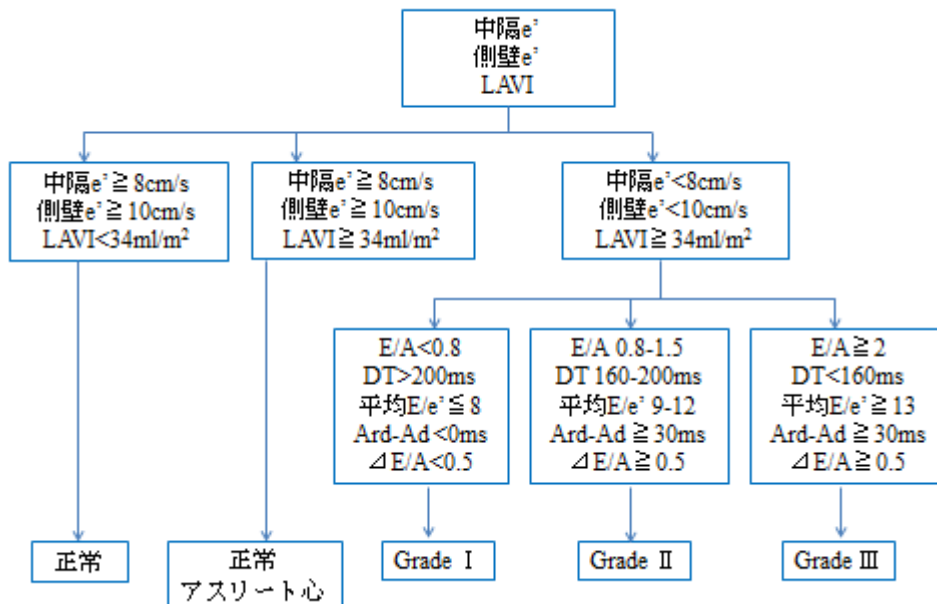 中隔e’
側壁e’
LAVI
中隔e’≧8cm/s
側壁e’≧10cm/s
LAVI<34ml/m²
中隔e’≧8cm/s
側壁e’≧10cm/s
LAVI≧34ml/m²
中隔e’<8cm/s
側壁e’<10cm/s
LAVI≧34ml/m²
E/A<0.8
DT>200ms
平均E/e’≦8
Ard-Ad<0ms
⊿E/A<0.5
E/A 0.8-1.5
DT 160-200ms
平均E/e’ 9-12
Ard-Ad≧30ms
⊿E/A≧0.5
E/A≧2
DT<160ms
平均E/e’≧13
Ard-Ad≧30ms
⊿E/A≧0.5
正常
正常
アスリート心
Grade Ⅰ
Grade Ⅱ
Grade Ⅲ